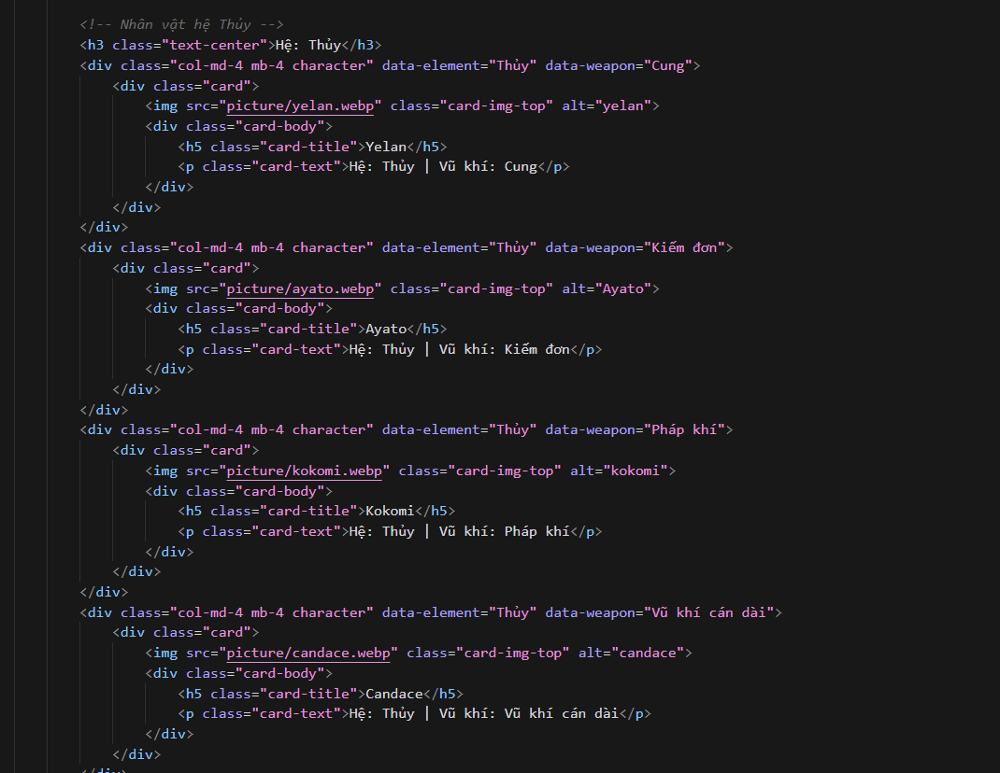 <!-- Nhân vật hệ Thủy -->
<h3 class="text-center">Hệ: Thủy</h3>
<div class="col-md-4 mb-4 character" data-element="Thủy" data-weapon="Cung">
<div class="card">
<img src="picture/yelan.webp" class="card-img-top" alt="yelan">
<div class="card-body">
<h5 class="card-title">Yelan</h5>
<p class="card-text">Hệ: Thủy | Vũ khí: Cung</p>
</div>
</div>
</div>
<div class="col-md-4 mb-4 character" data-element="Thủy" data-weapon="Kiếm đơn">
<div class="card">
<img src="picture/ayato.webp" class="card-img-top" alt="Ayato">
<div class="card-body">
<h5 class="card-title">Ayato</h5>
<p class="card-text">Hệ: Thủy | Vũ khí: Kiếm đơn</p>
</div>
</div>
</div>
<div class="col-md-4 mb-4 character" data-element="Thủy" data-weapon="Pháp khí">
<div class="card">
<img src="picture/kokomi.webp" class="card-img-top" alt="kokomi">
<div class="card-body">
<h5 class="card-title">Kokomi</h5>
<p class="card-text">Hệ: Thủy | Vũ khí: Pháp khí</p>
</div>
</div>
</div>
<div class="col-md-4 mb-4 character" data-element="Thủy" data-weapon="Vũ khí cán dài">
<div class="card">
<img src="picture/candace.webp" class="card-img-top" alt="candace">
<div class="card-body">
<h5 class="card-title">Candace</h5>
<p class="card-text">Hệ: Thủy | Vũ khí: Vũ khí cán dài</p>
</div>
</div>